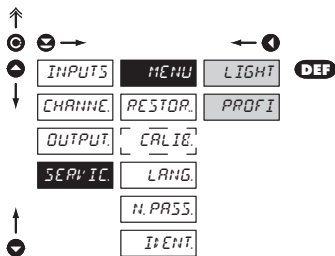 INPUTS MENU LIGHT DEF
CHANNE. RESTOR. PROFI
OUTPUT. CALIB.
SERVIC. LANG.
N. PASS.
IDENT.